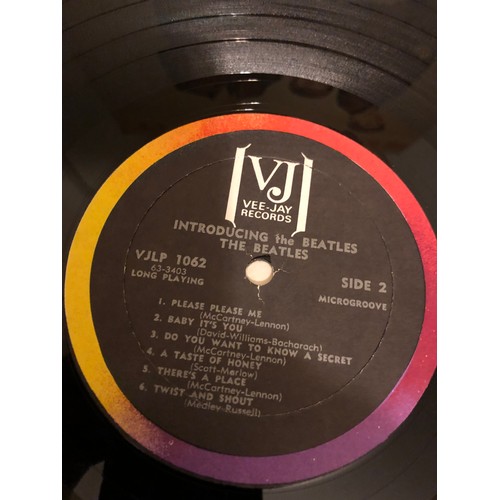 VJ
VEE-JAY
RECORDS
INTRODUCING the BEATLES
THE BEATLES
VJLP 1062
63-3403
LONG PLAYING
SIDE 2
MICROGROOVE
1. PLEASE PLEASE ME
(McCartney-Lennon)
2. BABY IT'S YOU
(David-Williams-Bacharach)
3. DO YOU WANT TO KNOW A SECRET
(McCartney-Lennon)
4. A TASTE OF HONEY
(Scott-Marlow)
5. THERE'S A PLACE
(McCartney-Lennon)
6. TWIST AND SHOUT
(Medley-Russell)